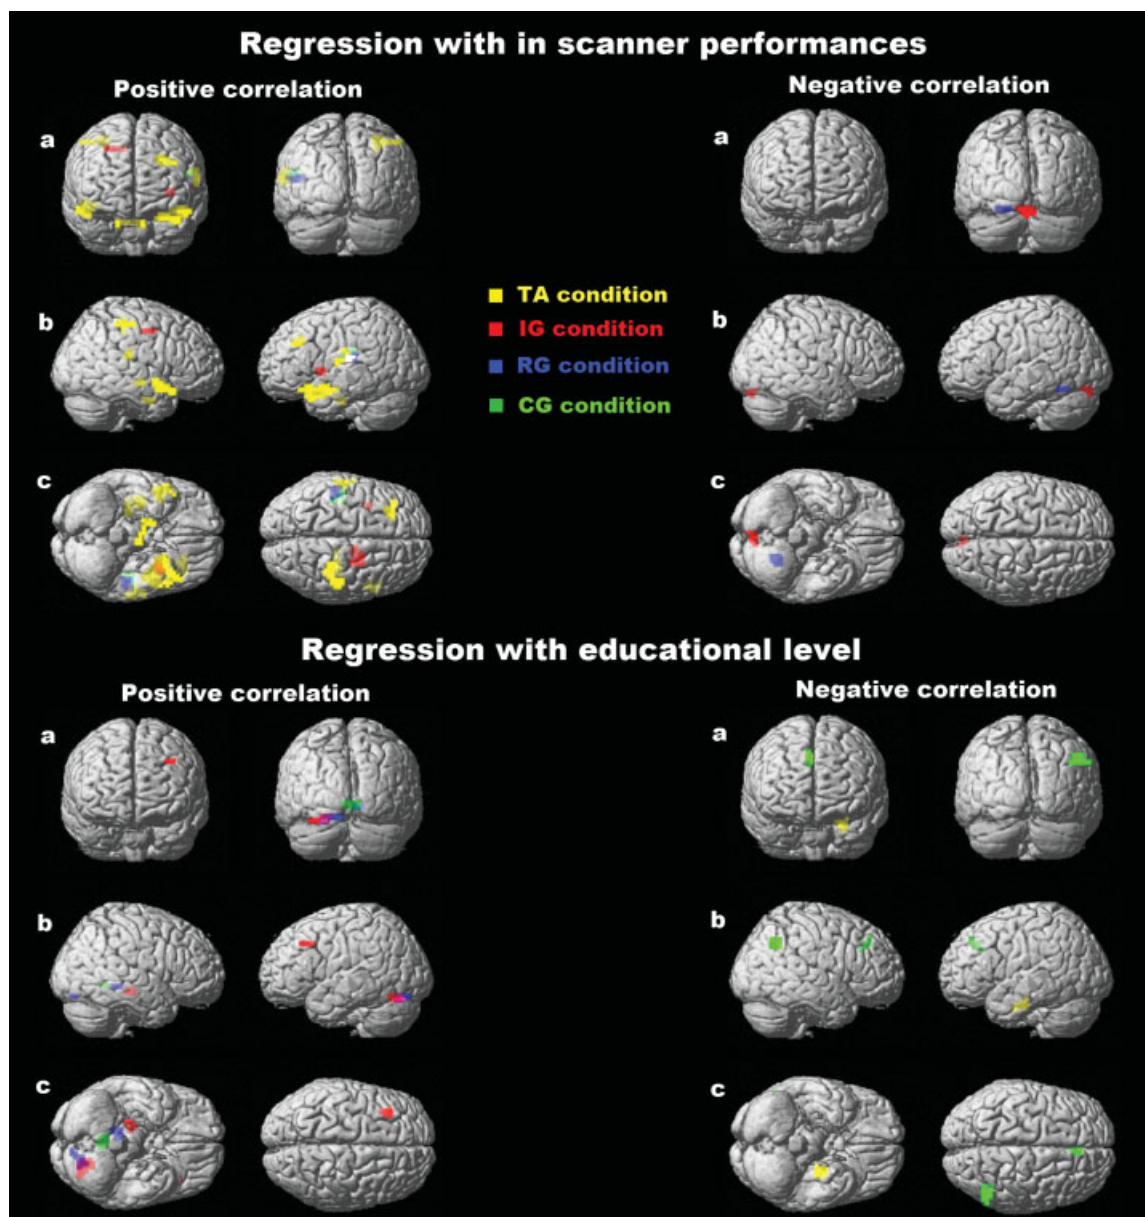 Regression with in scanner performances
Positive correlation
Negative correlation
a
a
b
b
TA condition
IG condition
RG condition
CG condition
c
c
Regression with educational level
Positive correlation
Negative correlation
a
a
b
b
c
c